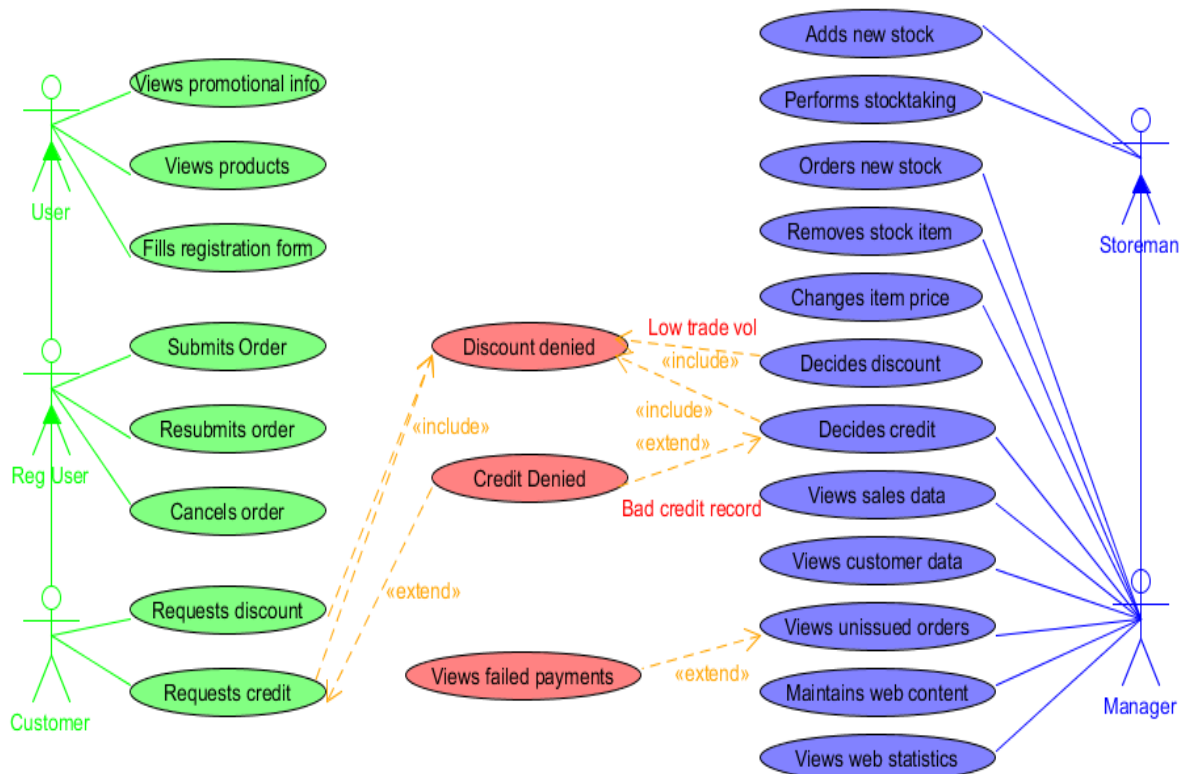 Adds new stock
Views promotional info
Performs stocktaking
Views products
Orders new stock
User
Removes stock item
Storeman
Fills registration form
Changes item price
Low trade vol
Submits Order
Discount denied
«include»
Decides discount
«include»
Resubmits order
«include»
Decides credit
«extend»
Reg User
Credit Denied
Views sales data
Cancels order
Bad credit record
Views customer data
«extend»
Requests discount
Views unissued orders
Views failed payments
«extend»
Requests credit
Maintains web content
Manager
Customer
Views web statistics